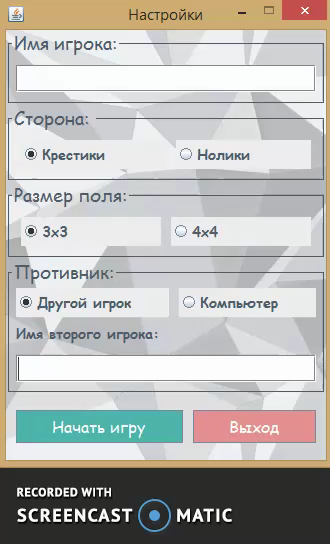 Настройки
Имя игрока:
Сторона:
Крестики
Нолики
Размер поля:
3x3
4x4
Противник:
Другой игрок
Компьютер
Имя второго игрока:
Начать игру
Выход
RECORDED WITH
SCREENCAST MATIC